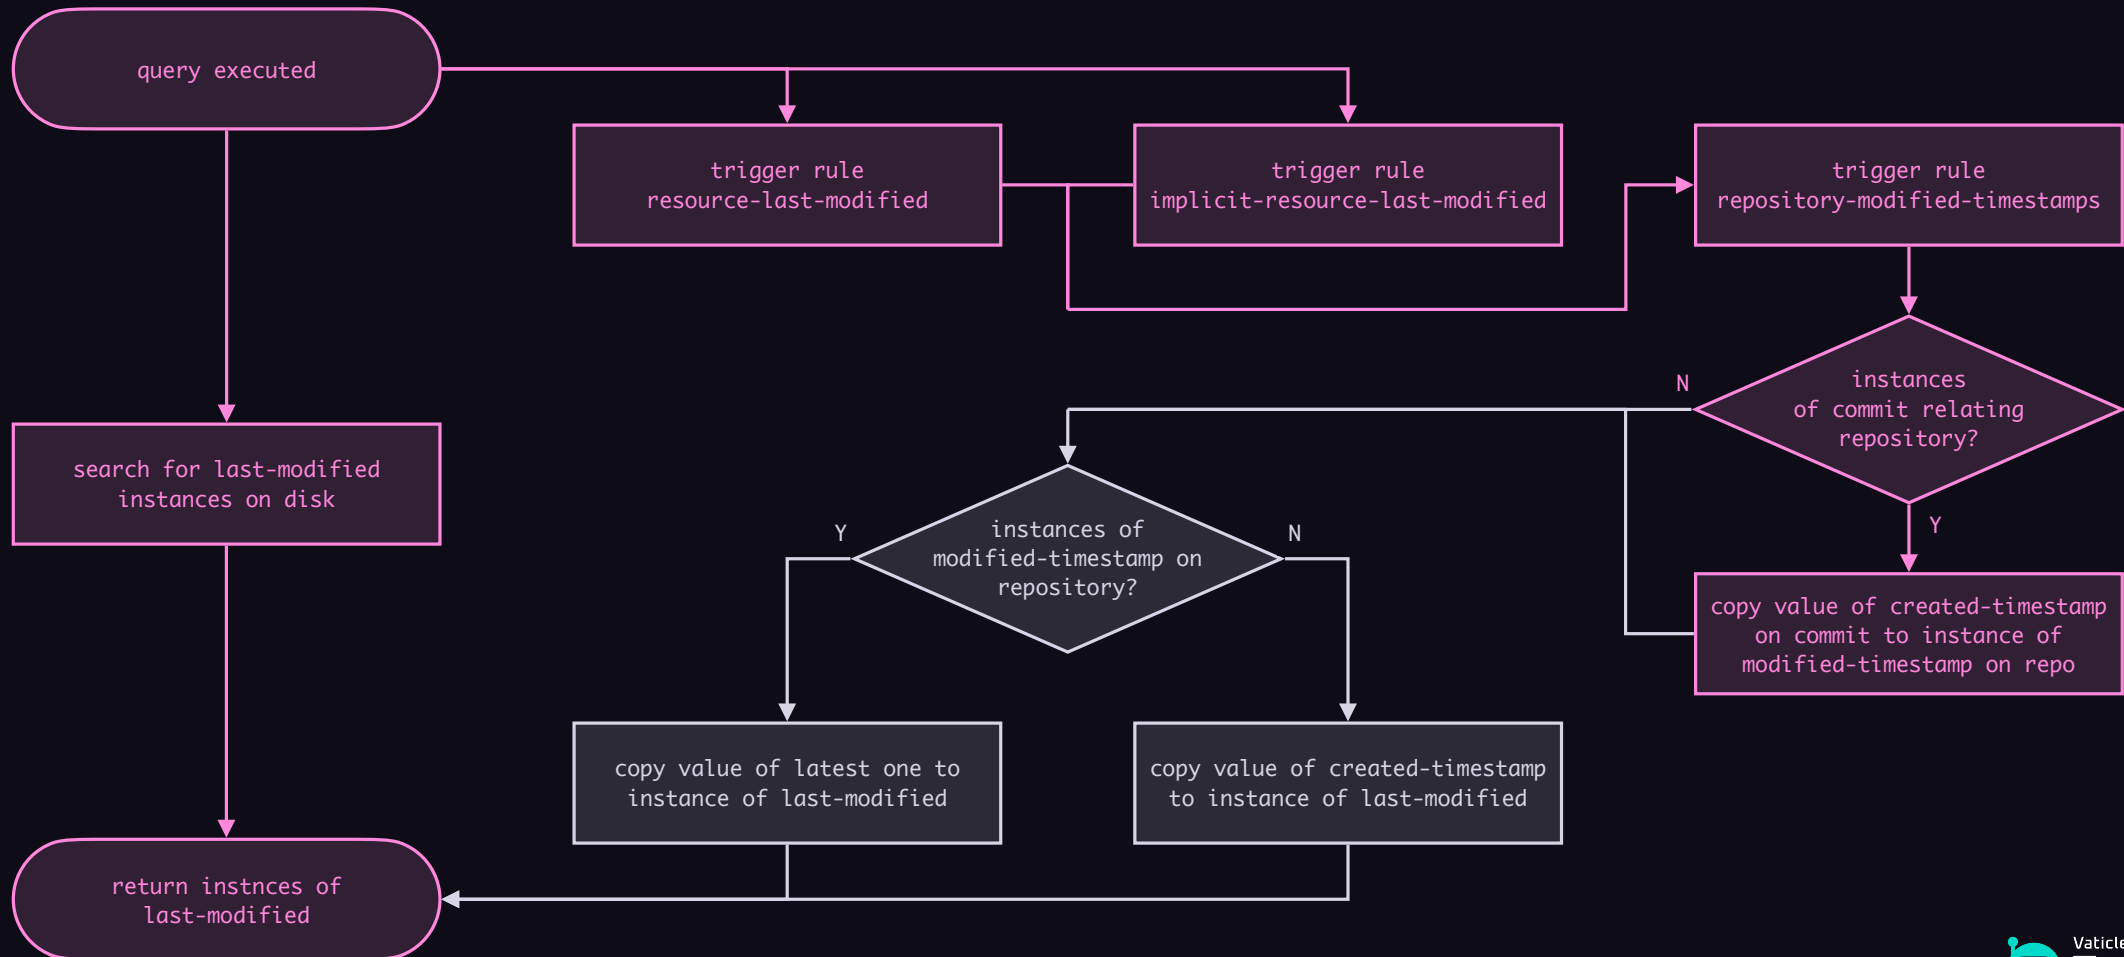 query executed
trigger rule
resource-last-modified
trigger rule
implicit-resource-last-modified
trigger rule
repository-modified-timestamps
instances
of commit relating
repository?
N
Y
copy value of created-timestamp
on commit to instance of
modified-timestamp on repo
search for last-modified
instances on disk
instances of
modified-timestamp on
repository?
Y
N
copy value of latest one to
instance of last-modified
copy value of created-timestamp
to instance of last-modified
return instnces of
last-modified
Vaticle